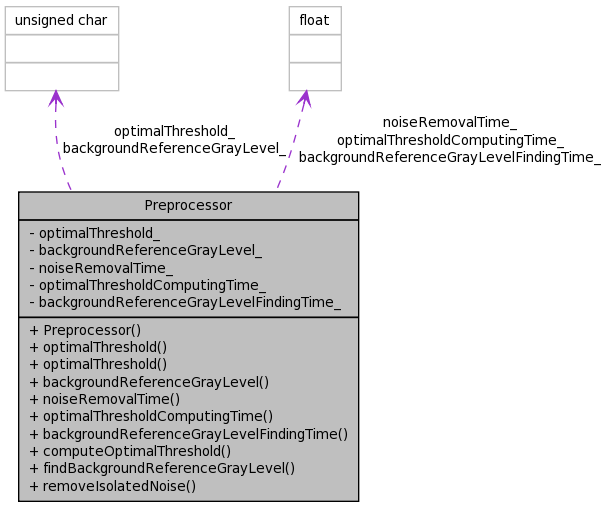 unsigned char
float
optimalThreshold_
backgroundReferenceGrayLevel_
noiseRemovalTime_
optimalThresholdComputingTime_
backgroundReferenceGrayLevelFindingTime_
Preprocessor
- optimalThreshold_
- backgroundReferenceGrayLevel_
- noiseRemovalTime_
- optimalThresholdComputingTime_
- backgroundReferenceGrayLevelFindingTime_
+ Preprocessor()
+ optimalThreshold()
+ optimalThreshold()
+ backgroundReferenceGrayLevel()
+ noiseRemovalTime()
+ optimalThresholdComputingTime()
+ backgroundReferenceGrayLevelFindingTime()
+ computeOptimalThreshold()
+ findBackgroundReferenceGrayLevel()
+ removeIsolatedNoise()